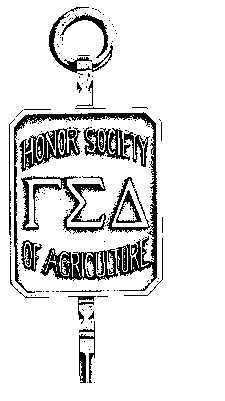 HONOR SOCIETY
ΓΣΔ
OF AGRICULTURE